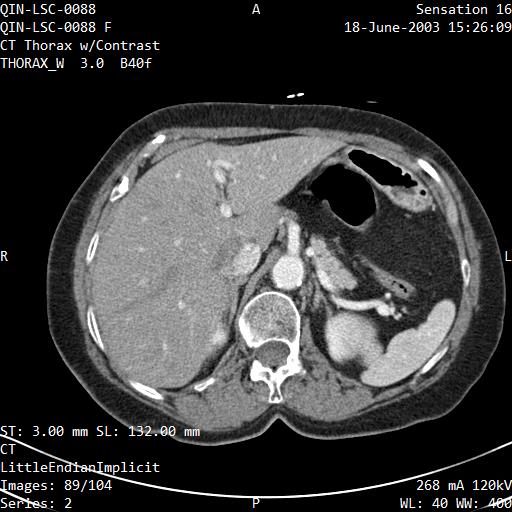 QIN-LSC-0088 A Sensation 16
QIN-LSC-0088 F 18-June-2003 15:26:09
CT Thorax w/Contrast
THORAX_W 3.0 B40f
R L
ST: 3.00 mm SL: 132.00 mm
CT
LittleEndianImplicit
Images: 89/104 268 mA 120kV
Series: 2 P WL: 40 WW: 400